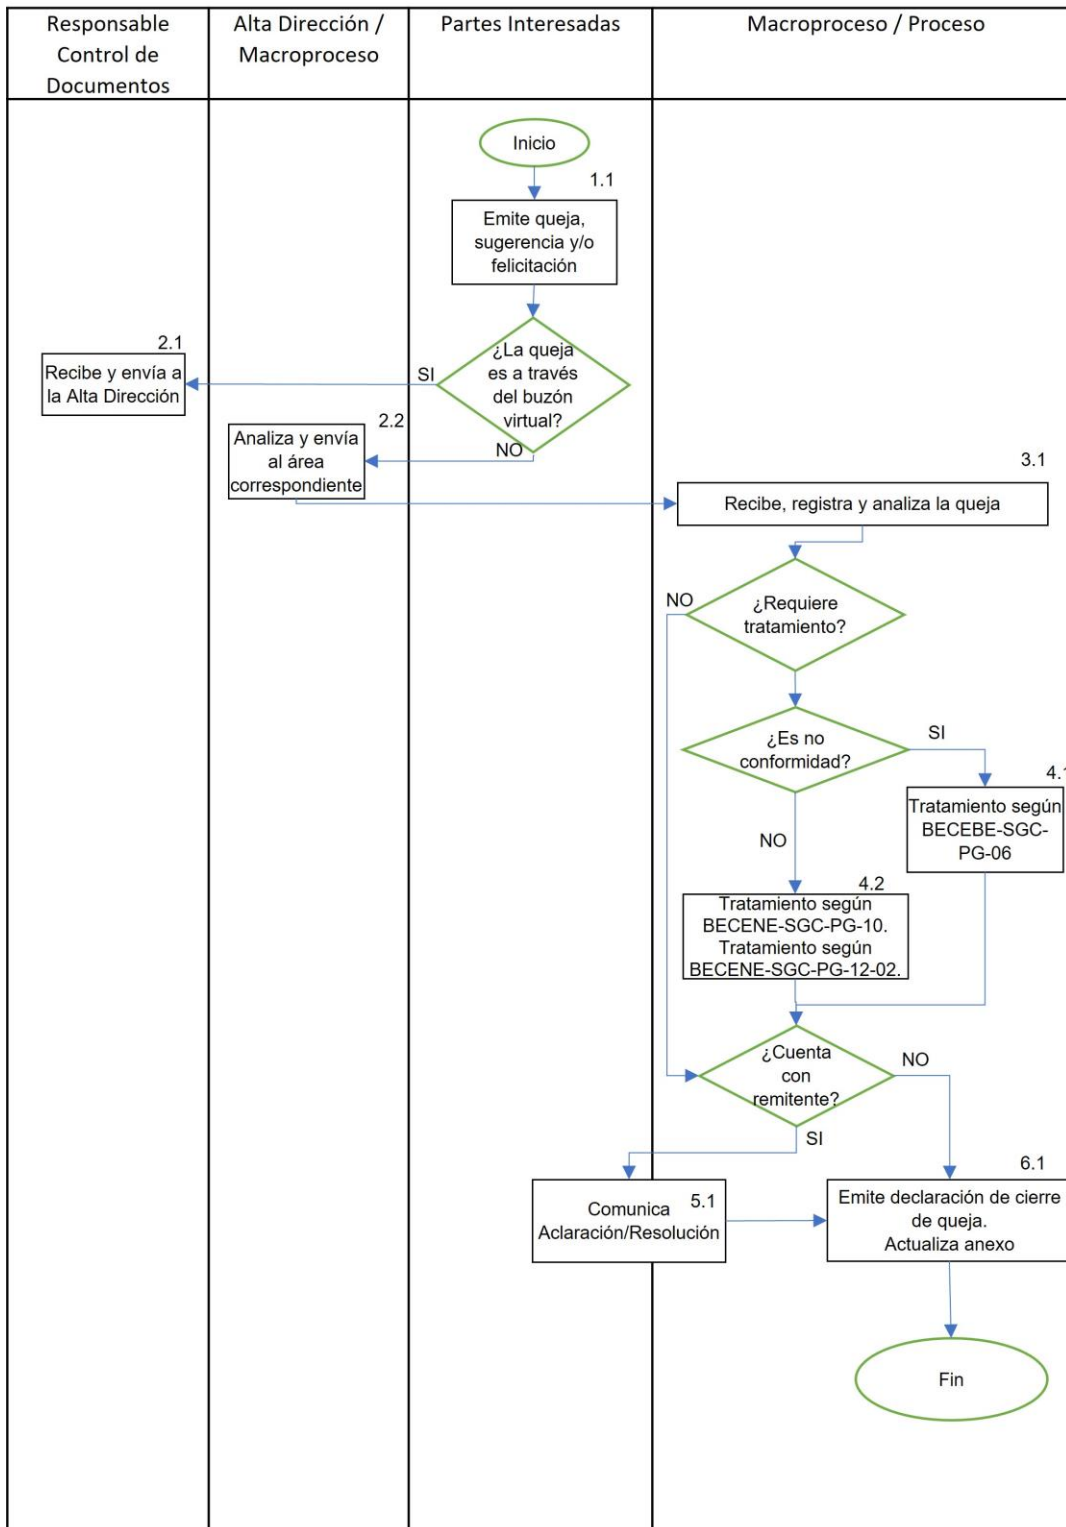 Responsable
Control de
Documentos
Alta Dirección /
Macroproceso
Partes Interesadas
Macroproceso / Proceso
Inicio
1.1
Emite queja,
sugerencia y/o
felicitación
2.1
Recibe y envía a
la Alta Dirección
SI
¿La queja
es a través
del buzón
virtual?
2.2
NO
Analiza y envía
al área
correspondiente
3.1
Recibe, registra y analiza la queja
NO
¿Requiere
tratamiento?
¿Es no
conformidad?
SI
4.1
Tratamiento según
BECEBE-SGC-
PG-06
NO
4.2
Tratamiento según
BECENE-SGC-PG-10.
Tratamiento según
BECENE-SGC-PG-12-02.
¿Cuenta
con
remitente?
NO
SI
5.1
Comunica
Aclaración/Resolución
6.1
Emite declaración de cierre
de queja.
Actualiza anexo
Fin